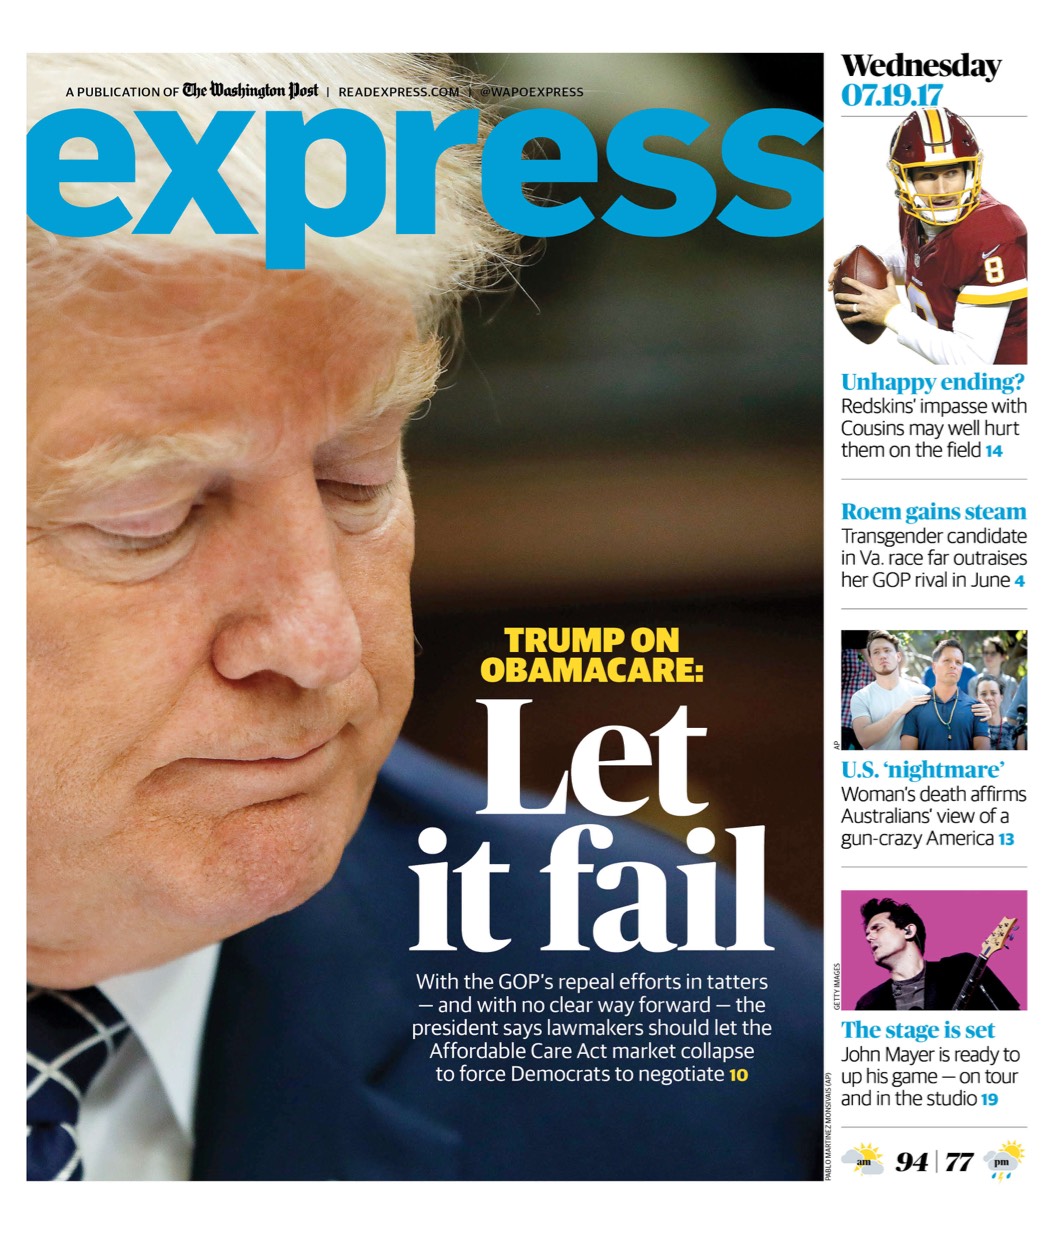 A PUBLICATION OF The Washington Post | READEXPRESS.COM | @WAPOEXPRESS
express
TRUMP ON
OBAMACARE:
Let
it fail
With the GOP's repeal efforts in tatters
— and with no clear way forward — the
president says lawmakers should let the
Affordable Care Act market collapse
to force Democrats to negotiate 10
PABLO MARTINEZ MONSIVAIS (AP)
Wednesday
07.19.17
8
Unhappy ending?
Redskins' impasse with
Cousins may well hurt
them on the field 14
Roem gains steam
Transgender candidate
in Va. race far outraises
her GOP rival in June 4
AP
U.S. 'nightmare'
Woman's death affirms
Australians' view of a
gun-crazy America 13
GETTY IMAGES
The stage is set
John Mayer is ready to
up his game — on tour
and in the studio 19
am 94 | 77 pm